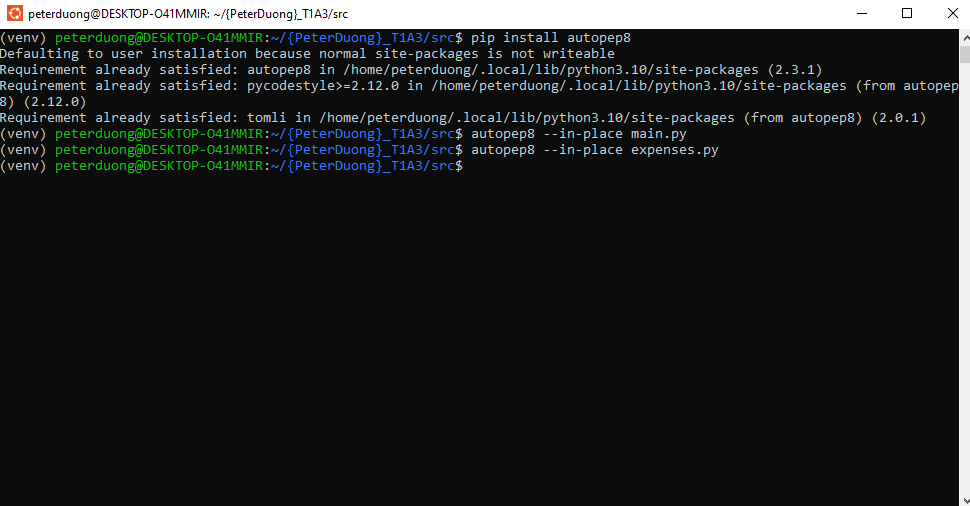 peterduong@DESKTOP-O41MMIR: ~/{PeterDuong}_T1A3/src
(venv) peterduong@DESKTOP-O41MMIR:~/{PeterDuong}_T1A3/src$ pip install autopep8
Defaulting to user installation because normal site-packages is not writeable
Requirement already satisfied: autopep8 in /home/peterduong/.local/lib/python3.10/site-packages (2.3.1)
Requirement already satisfied: pycodestyle>=2.12.0 in /home/peterduong/.local/lib/python3.10/site-packages (from autopep
8) (2.12.0)
Requirement already satisfied: tomli in /home/peterduong/.local/lib/python3.10/site-packages (from autopep8) (2.0.1)
(venv) peterduong@DESKTOP-O41MMIR:~/{PeterDuong}_T1A3/src$ autopep8 --in-place main.py
(venv) peterduong@DESKTOP-O41MMIR:~/{PeterDuong}_T1A3/src$ autopep8 --in-place expenses.py
(venv) peterduong@DESKTOP-O41MMIR:~/{PeterDuong}_T1A3/src$